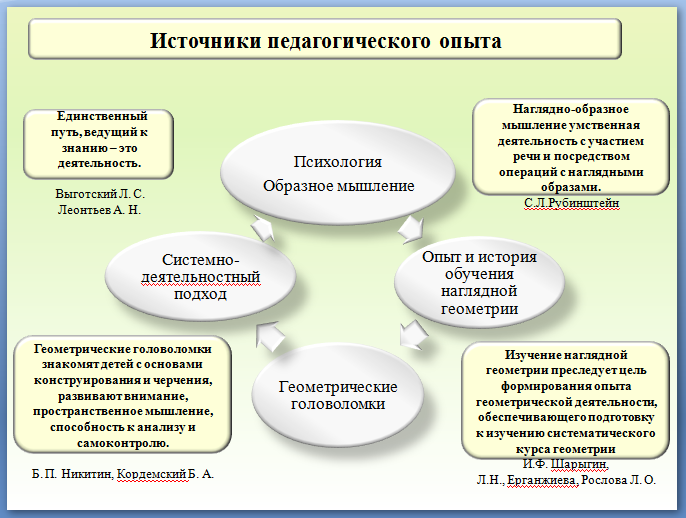 Источники педагогического опыта
Единственный
путь, ведущий к
знанию – это
деятельность.
Выготский Л. С.
Леонтьев А. Н.
Психология
Образное мышление
Наглядно-образное
мышление умственная
деятельность с участием
речи и посредством
операций с наглядными
образами.
С.Л.Рубинштейн
Системно-
деятельностный
подход
Опыт и история
обучения
наглядной
геометрии
Геометрические головоломки
знакомят детей с основами
конструирования и черчения,
развивают внимание,
пространственное мышление,
способность к анализу и
самоконтролю.
Б. П. Никитин, Кордемский Б. А.
Геометрические
головоломки
Изучение наглядной
геометрии преследует цель
формирования опыта
геометрической деятельности,
обеспечивающего подготовку
к изучению систематического
курса геометрии
И.Ф. Шарыгин,
Л.Н., Ерганжиева, Рослова Л. О.